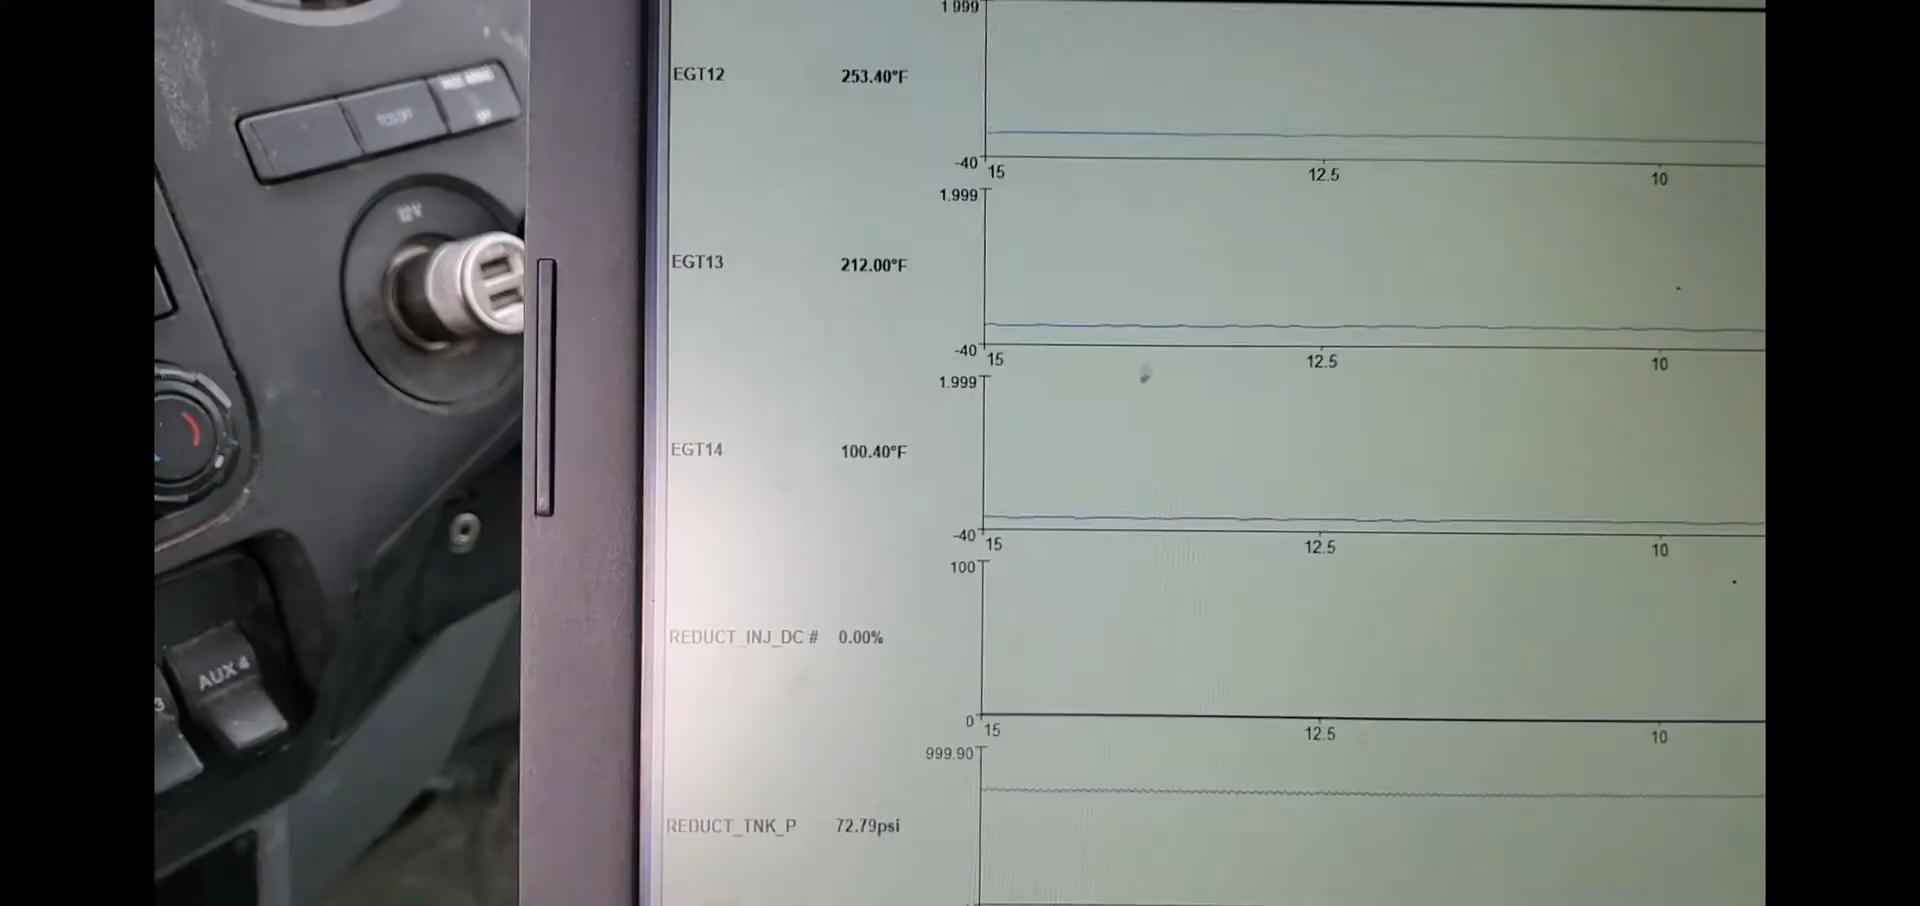 1.999
EGT12 253.40°F
-40
15 12.5 10
1.999
EGT13 212.00°F
-40
15 12.5 10
1.999
EGT14 100.40°F
-40
15 12.5 10
100
REDUCT_INJ_DC # 0.00%
0
15 12.5 10
999.90
REDUCT_TNK_P 72.79psi
12V
AUX 4
3